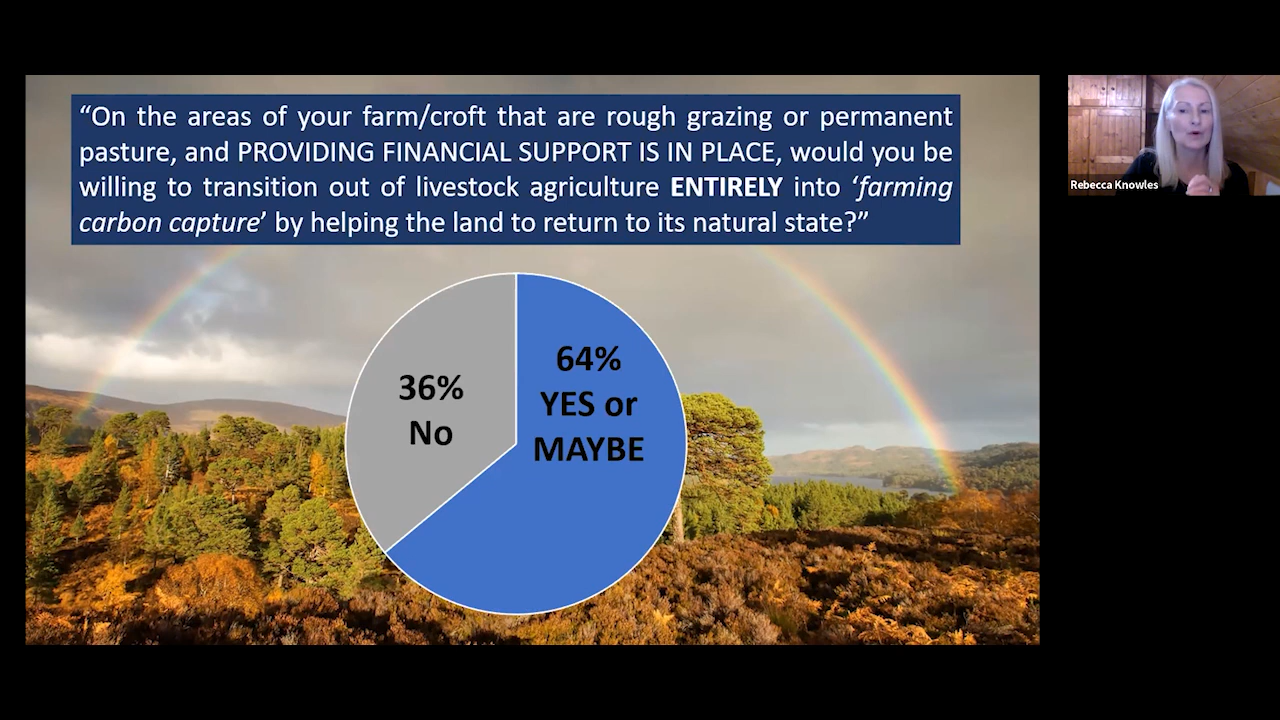 “On the areas of your farm/croft that are rough grazing or permanent
pasture, and PROVIDING FINANCIAL SUPPORT IS IN PLACE, would you be
willing to transition out of livestock agriculture ENTIRELY into ‘farming
carbon capture’ by helping the land to return to its natural state?”
36%
No
64%
YES or
MAYBE
Rebecca Knowles